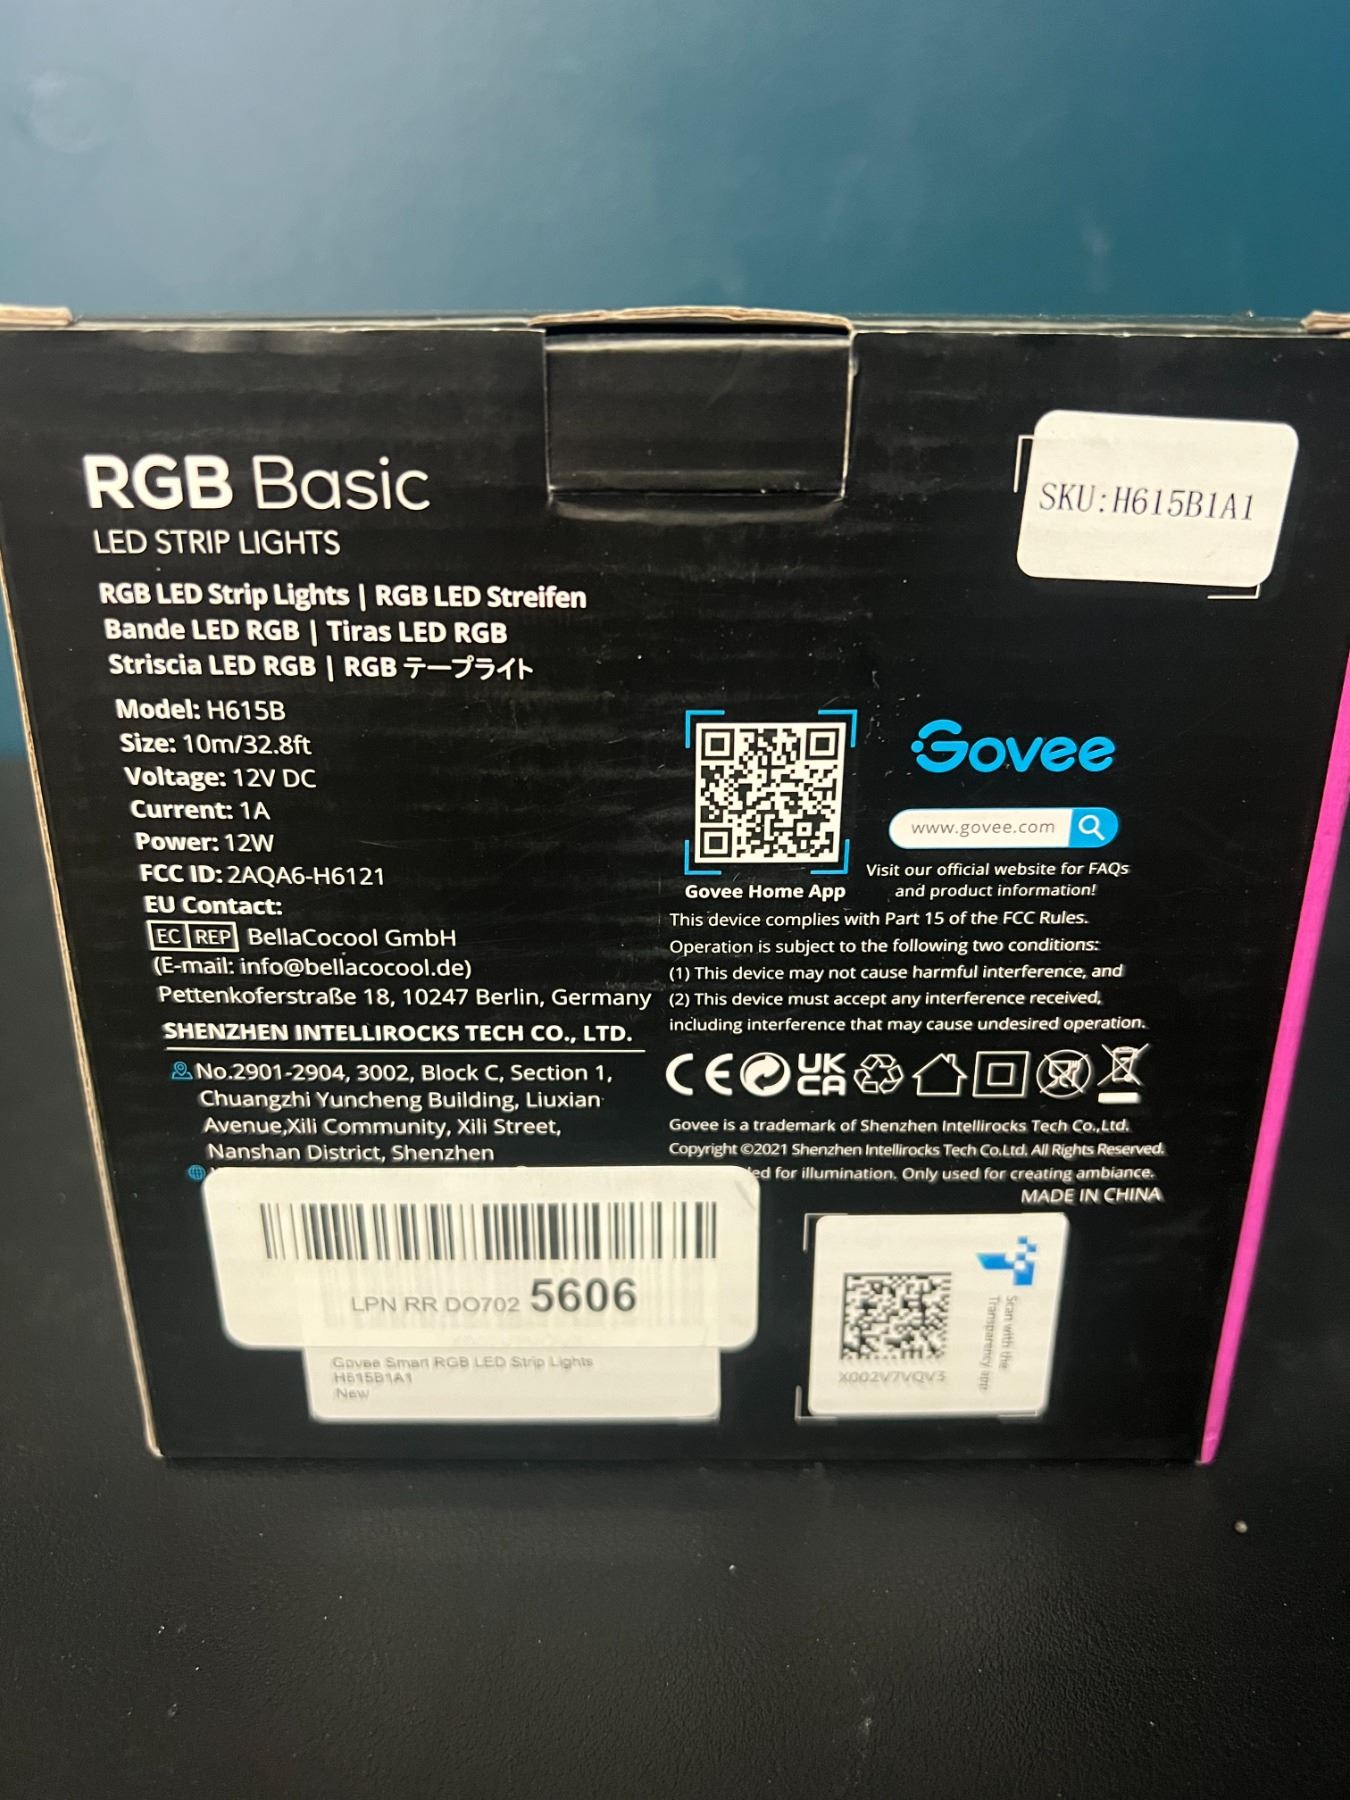 RGB Basic
LED STRIP LIGHTS
RGB LED Strip Lights | RGB LED Streifen
Bande LED RGB | Tiras LED RGB
Striscia LED RGB | RGB テープライト
Model: H615B
Size: 10m/32.8ft
Voltage: 12V DC
Current: 1A
Power: 12W
FCC ID: 2AQA6-H6121
EU Contact:
EC REP BellaCocool GmbH
(E-mail: info@bellacocool.de)
Pettenkoferstraße 18, 10247 Berlin, Germany
SHENZHEN INTELLIROCKS TECH CO., LTD.
No.2901-2904, 3002, Block C, Section 1,
Chuangzhi Yuncheng Building, Liuxian
Avenue,Xili Community, Xili Street,
Nanshan District, Shenzhen
SKU:H615B1A1
Govee
www.govee.com
Visit our official website for FAQs
and product information!
Govee Home App
This device complies with Part 15 of the FCC Rules.
Operation is subject to the following two conditions:
(1) This device may not cause harmful interference, and
(2) This device must accept any interference received,
including interference that may cause undesired operation.
CE UK CA
Govee is a trademark of Shenzhen Intellirocks Tech Co.,Ltd.
Copyright ©2021 Shenzhen Intellirocks Tech Co.Ltd. All Rights Reserved.
for illumination. Only used for creating ambiance.
MADE IN CHINA
LPN RR DO702 5606
Govee Smart RGB LED Strip Lights
H615B1A1
New
X002V7VQV3
Scan with the
Transparency app